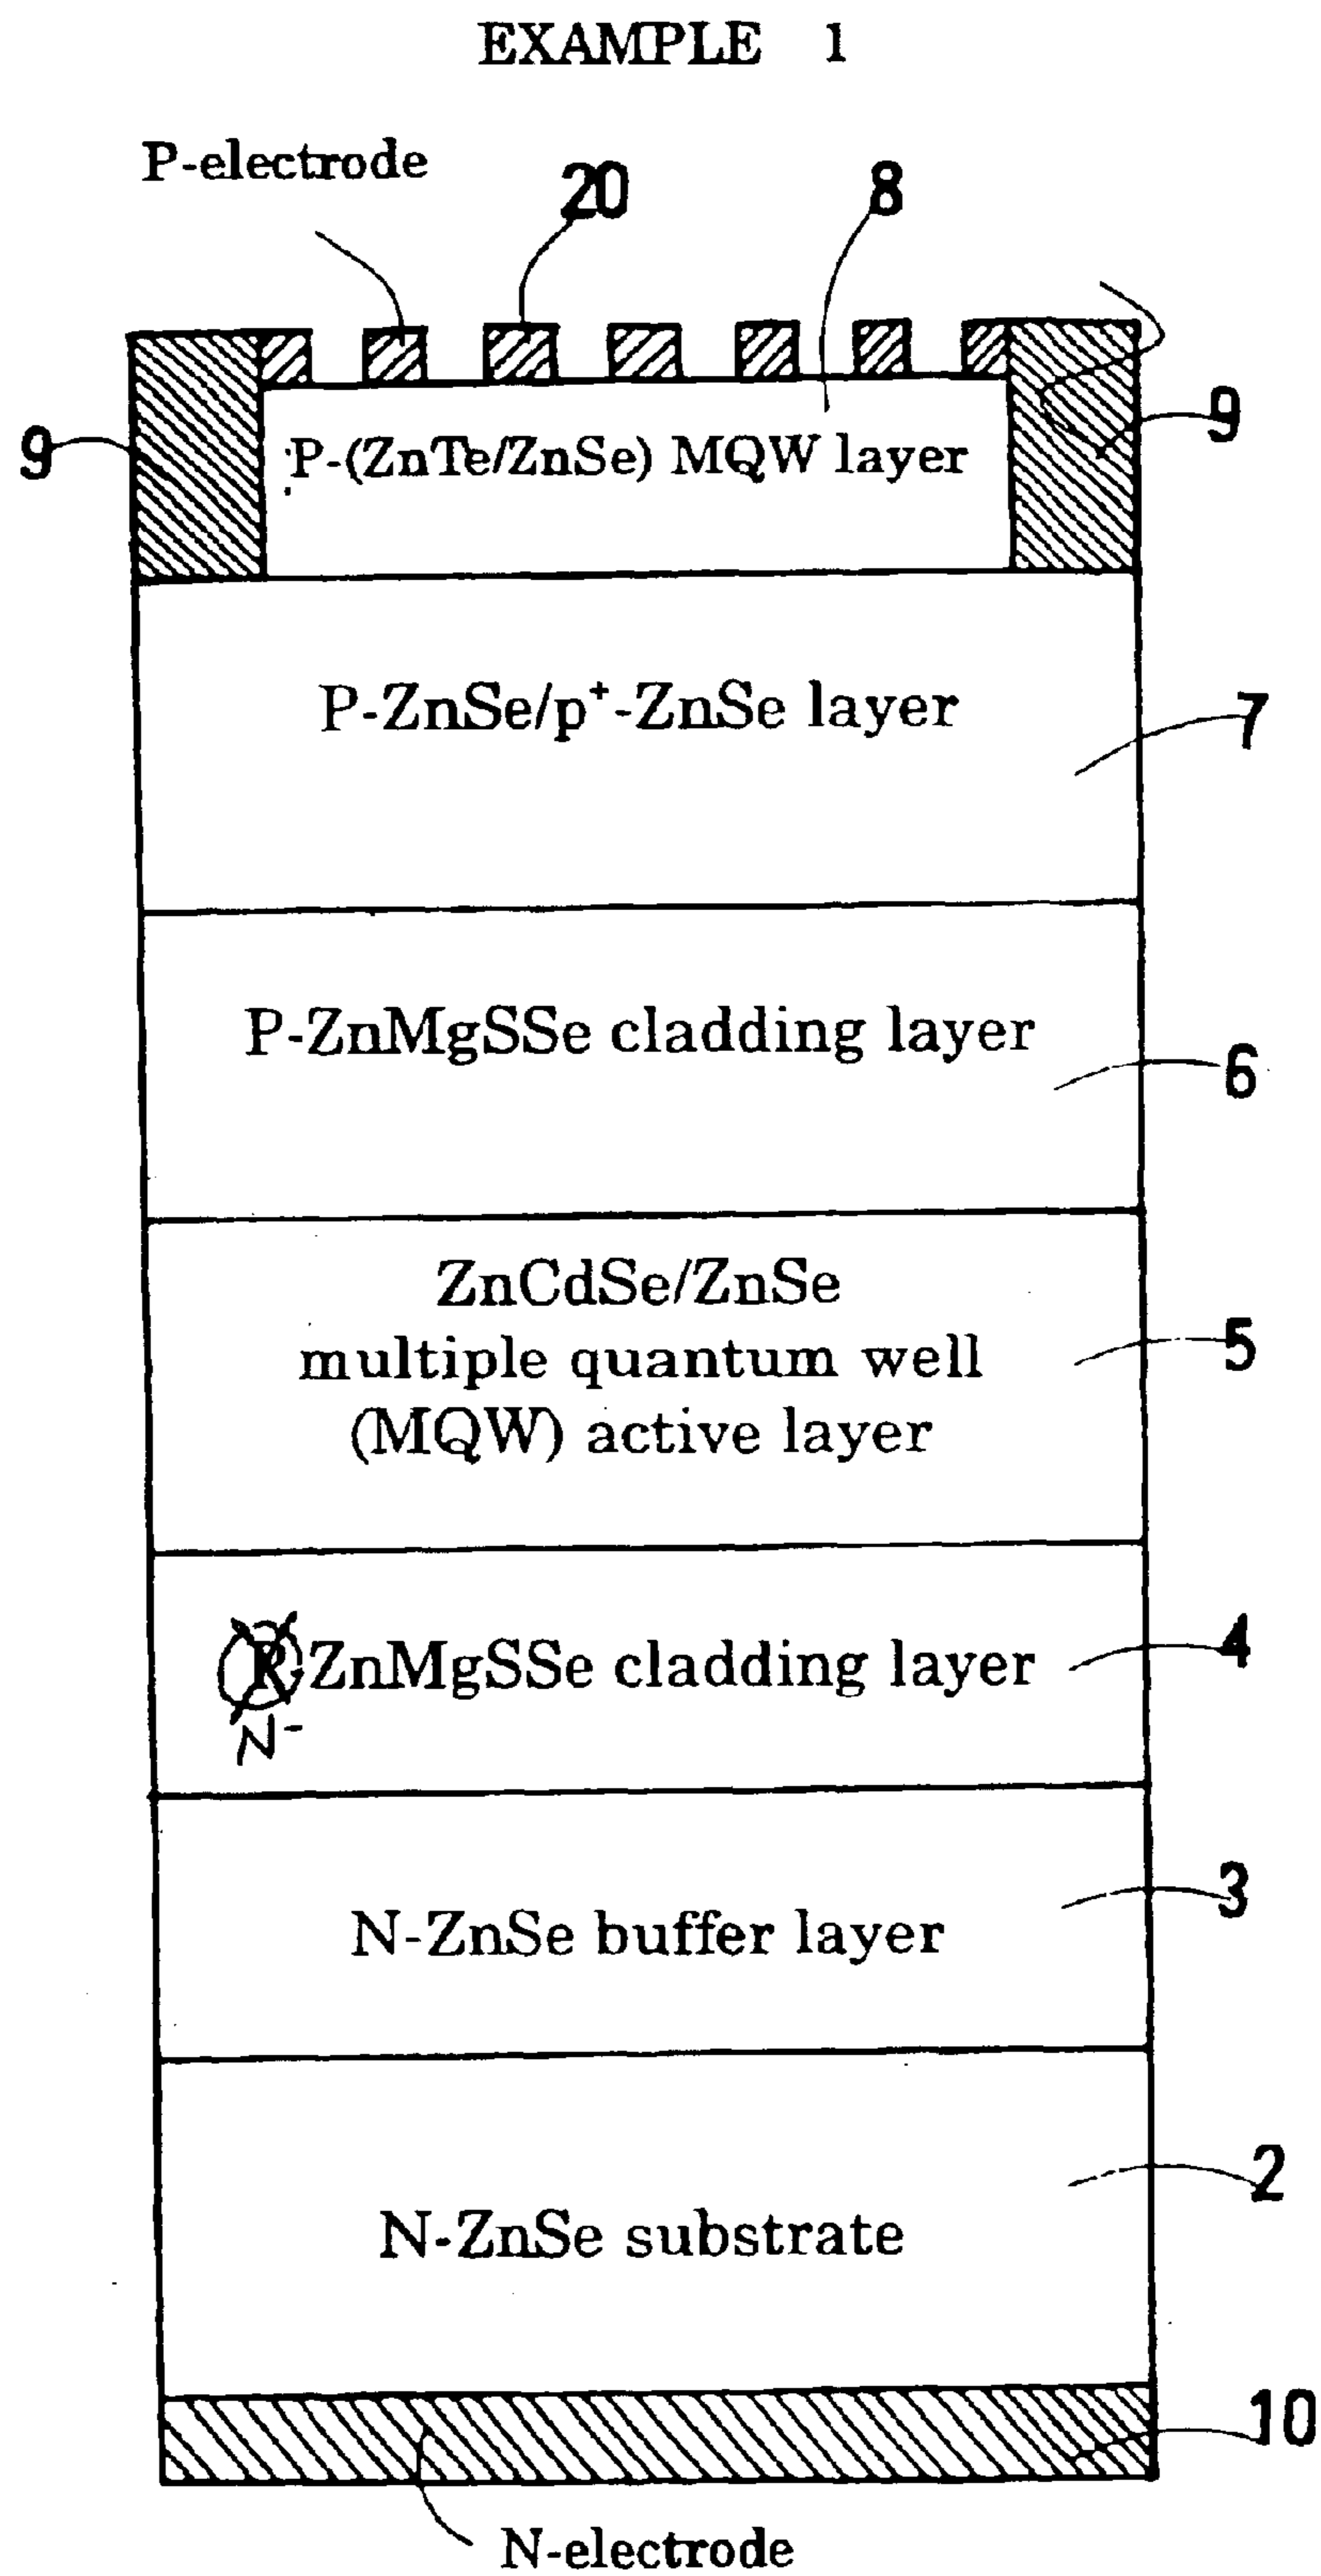 EXAMPLE 1
P-electrode
20
8
9
P-(ZnTe/ZnSe) MQW layer
9
P-ZnSe/p⁺-ZnSe layer
7
P-ZnMgSSe cladding layer
6
ZnCdSe/ZnSe
multiple quantum well
(MQW) active layer
5
ZnMgSSe cladding layer
N-
4
N-ZnSe buffer layer
3
N-ZnSe substrate
2
10
N-electrode